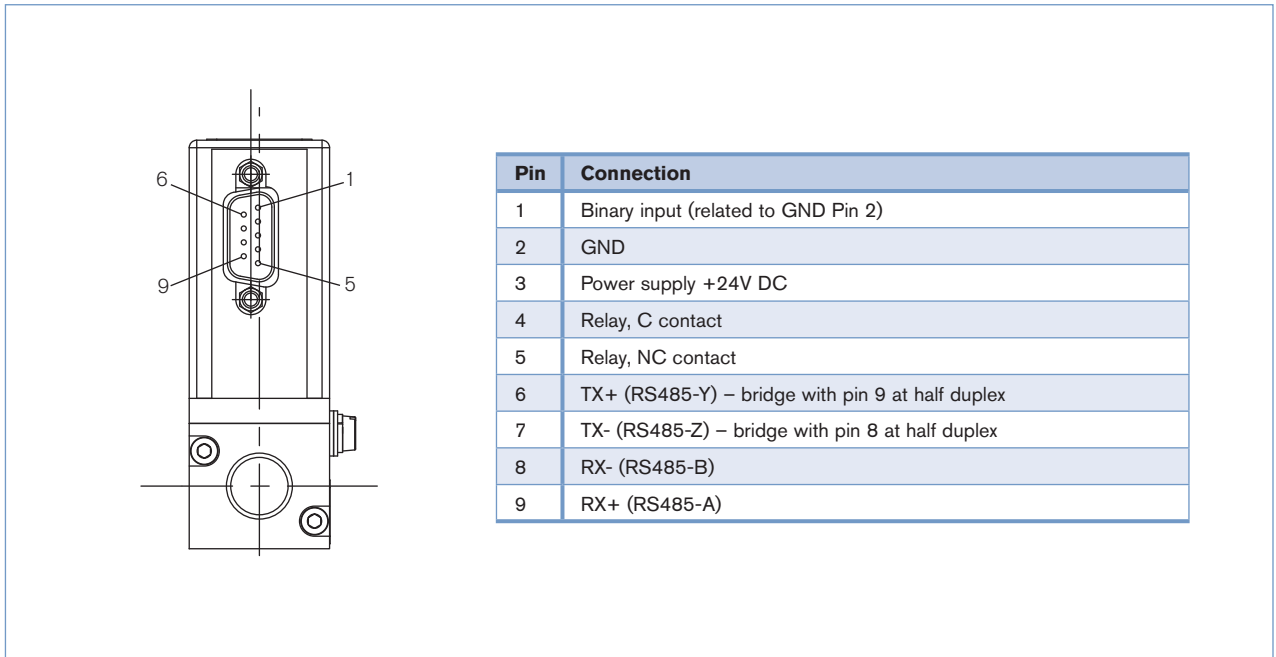 6
1
9
5
Pin Connection
1 Binary input (related to GND Pin 2)
2 GND
3 Power supply +24V DC
4 Relay, C contact
5 Relay, NC contact
6 TX+ (RS485-Y) – bridge with pin 9 at half duplex
7 TX- (RS485-Z) – bridge with pin 8 at half duplex
8 RX- (RS485-B)
9 RX+ (RS485-A)